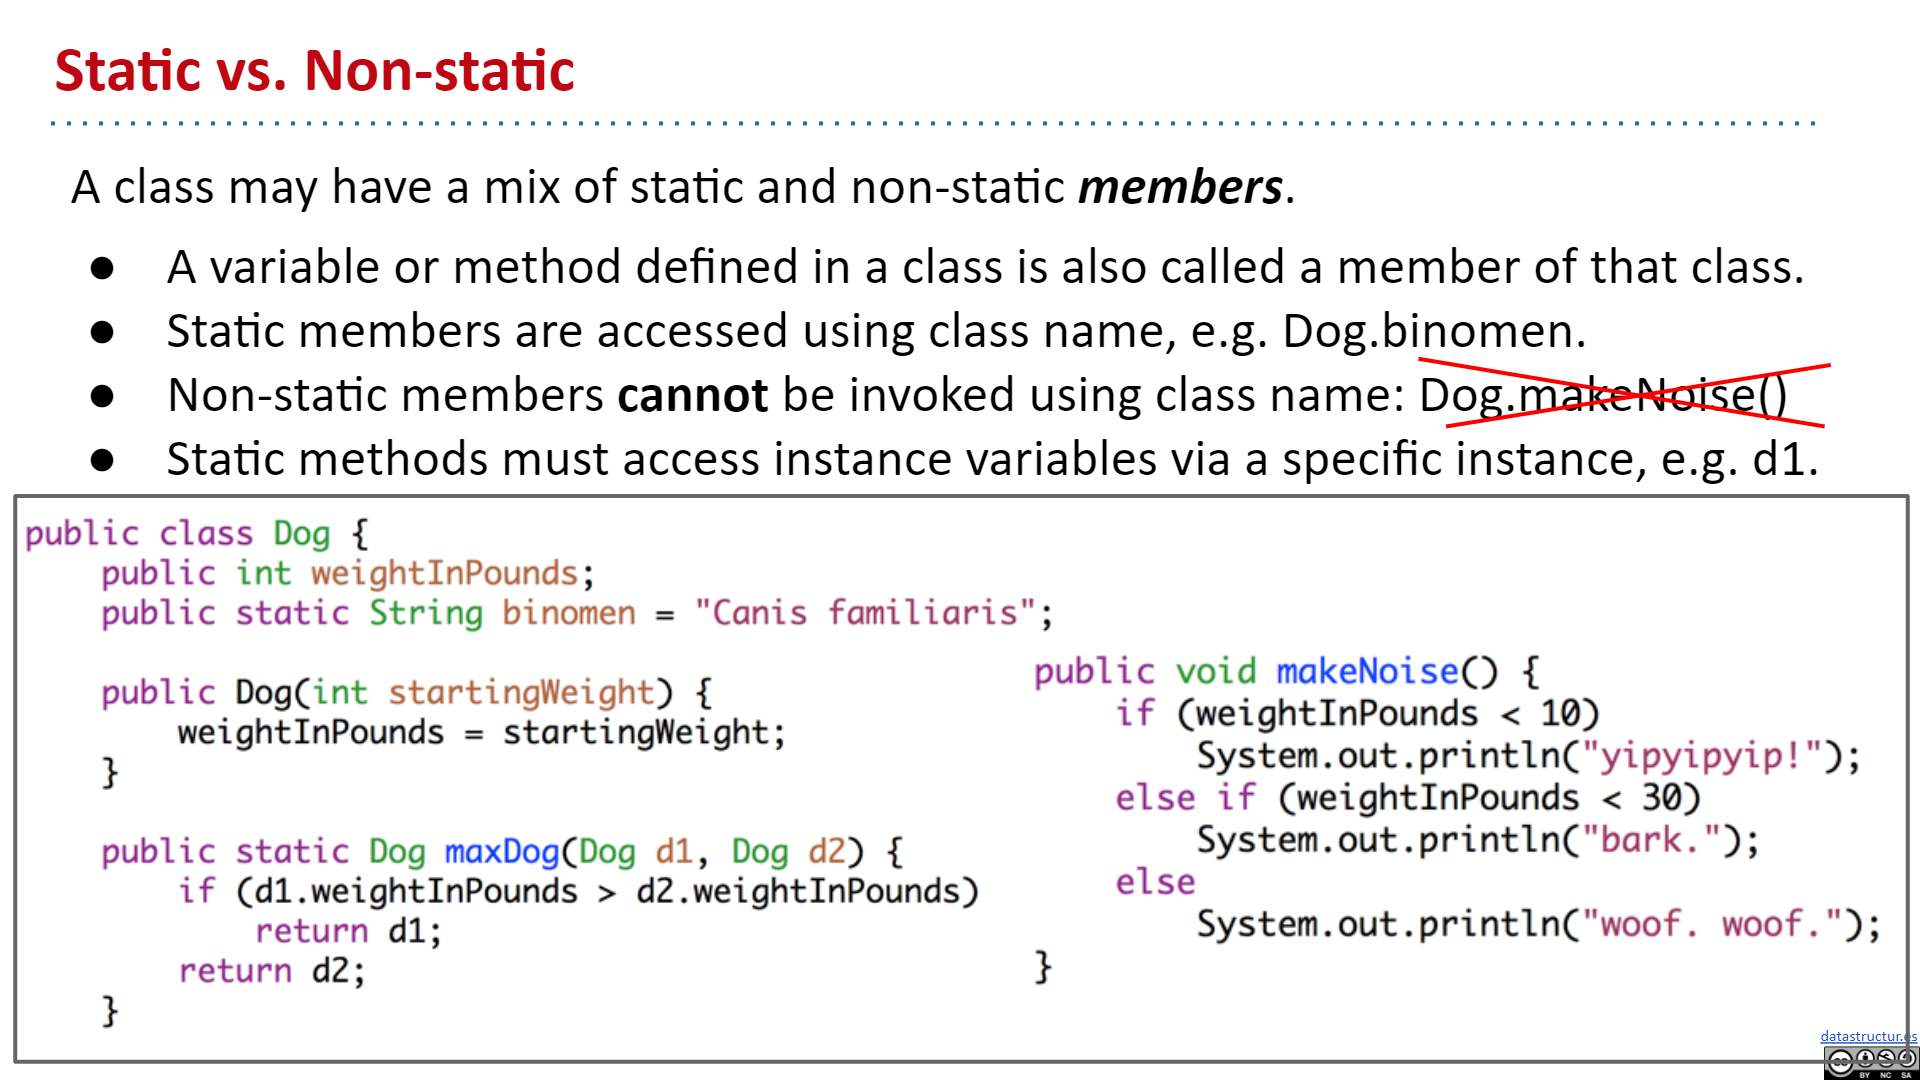 Static vs. Non-static
A class may have a mix of static and non-static members.
● A variable or method defined in a class is also called a member of that class.
● Static members are accessed using class name, e.g. Dog.binomen.
● Non-static members cannot be invoked using class name: Dog.makeNoise()
● Static methods must access instance variables via a specific instance, e.g. d1.
public class Dog {
    public int weightInPounds;
    public static String binomen = "Canis familiaris";
    public Dog(int startingWeight) {
        weightInPounds = startingWeight;
    }
    public static Dog maxDog(Dog d1, Dog d2) {
        if (d1.weightInPounds > d2.weightInPounds)
            return d1;
        return d2;
    }
public void makeNoise() {
    if (weightInPounds < 10)
        System.out.println("yipyipyip!");
    else if (weightInPounds < 30)
        System.out.println("bark.");
    else
        System.out.println("woof. woof.");
}
datastructur.es
cc BY NC SA